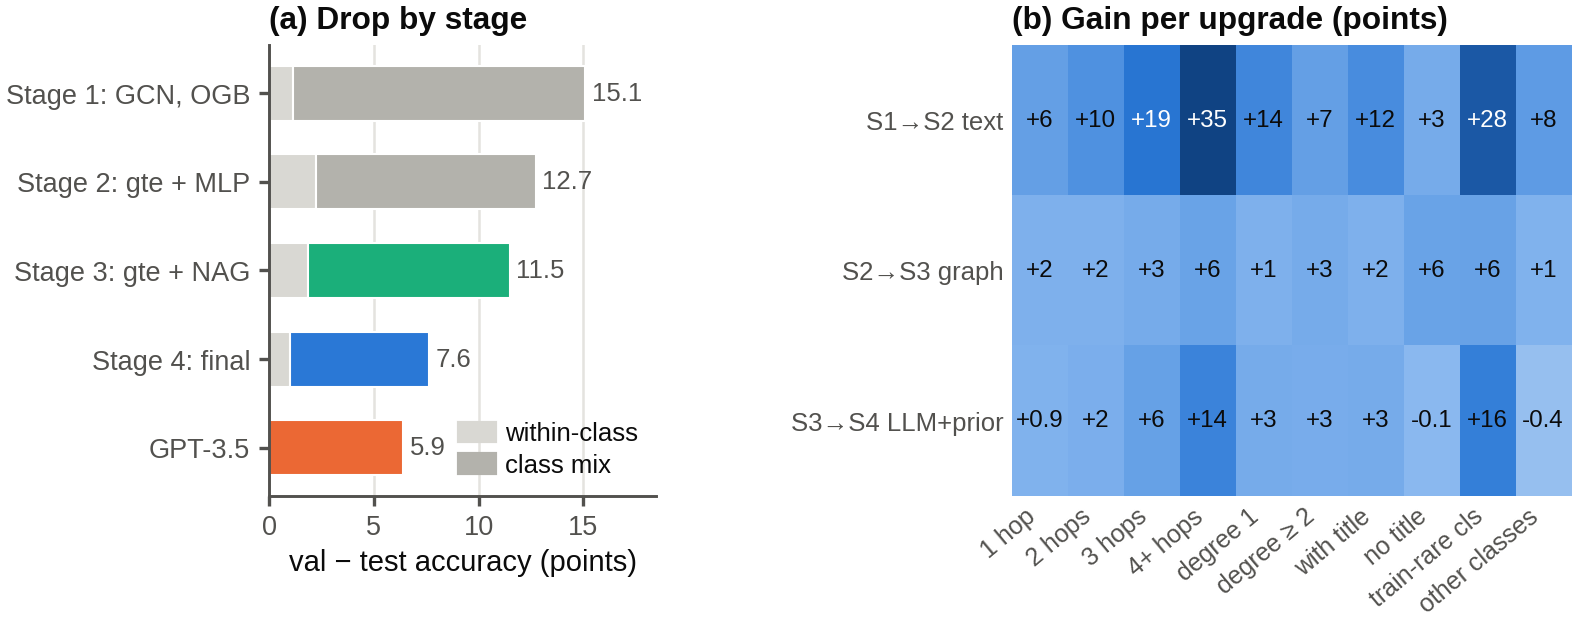 (a) Drop by stage
Stage 1: GCN, OGB
15.1
Stage 2: gte + MLP
12.7
Stage 3: gte + NAG
11.5
Stage 4: final
7.6
GPT-3.5
5.9
within-class
class mix
0 5 10 15
val − test accuracy (points)
(b) Gain per upgrade (points)
S1→S2 text +6 +10 +19 +35 +14 +7 +12 +3 +28 +8
S2→S3 graph +2 +2 +3 +6 +1 +3 +2 +6 +6 +1
S3→S4 LLM+prior +0.9 +2 +6 +14 +3 +3 +3 -0.1 +16 -0.4
1 hop
2 hops
3 hops
4+ hops
degree 1
degree ≥ 2
with title
no title
train-rare cls
other classes